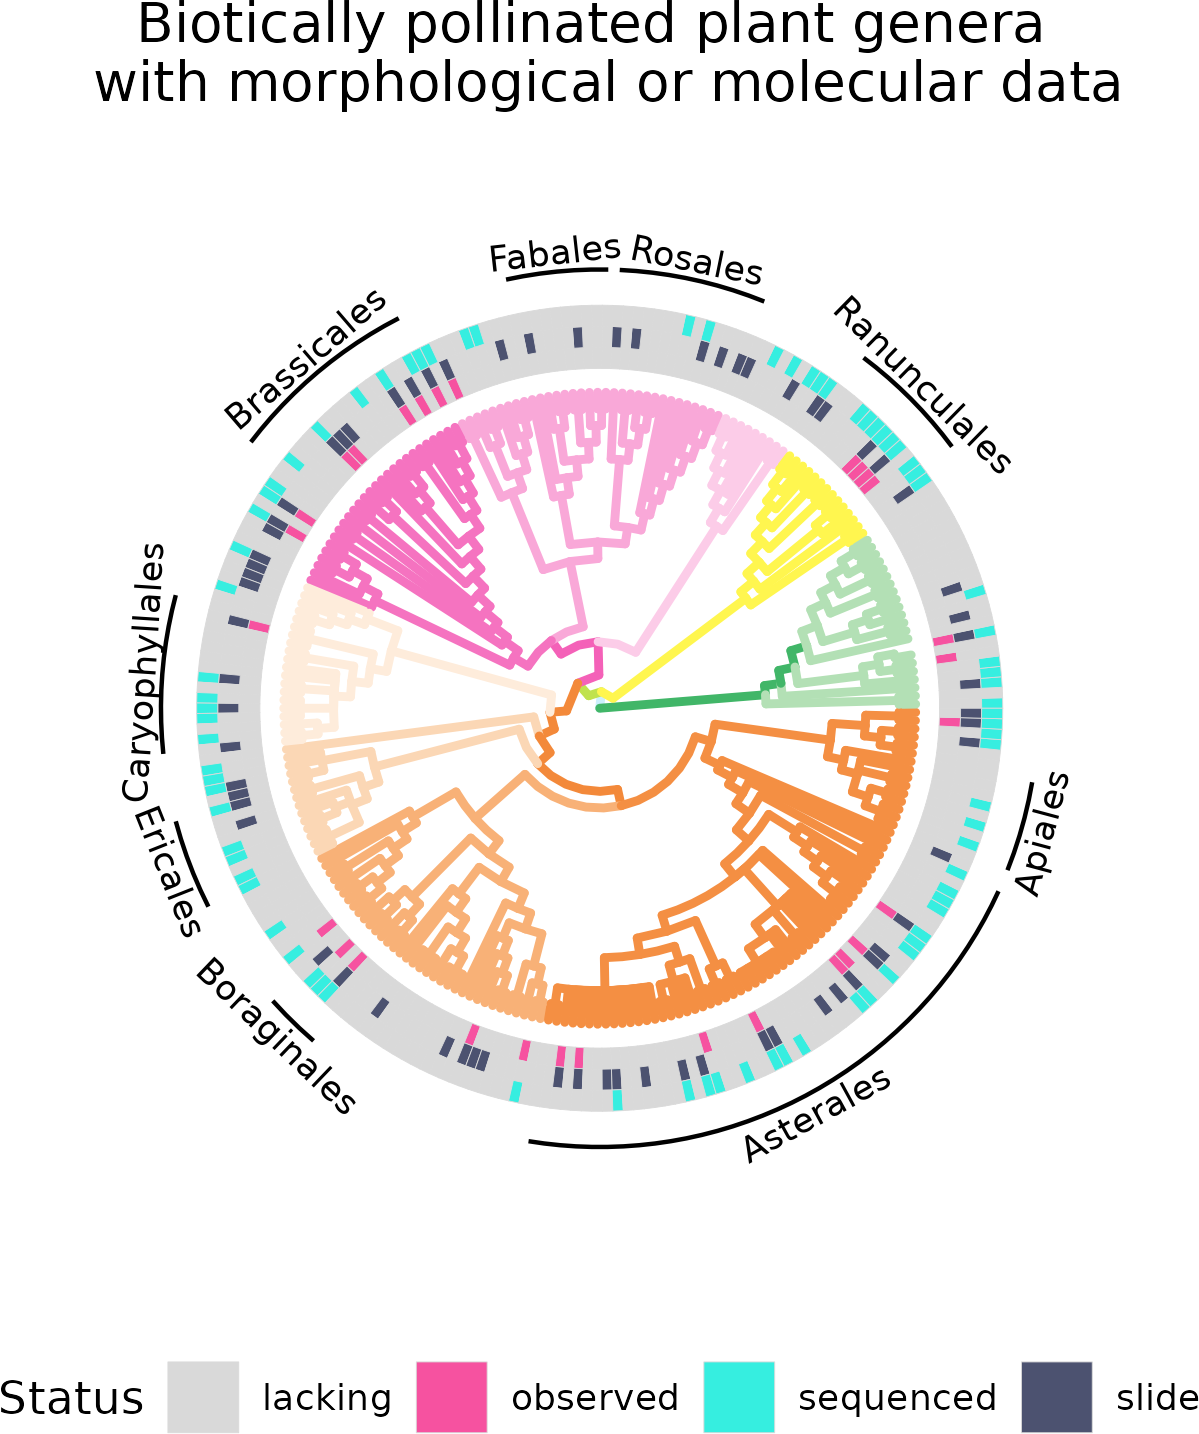 Biotically pollinated plant genera
with morphological or molecular data
Fabales
Rosales
Brassicales
Ranunculales
Caryophyllales
Apiales
Ericales
Boraginales
Asterales
Status
lacking
observed
sequenced
slide